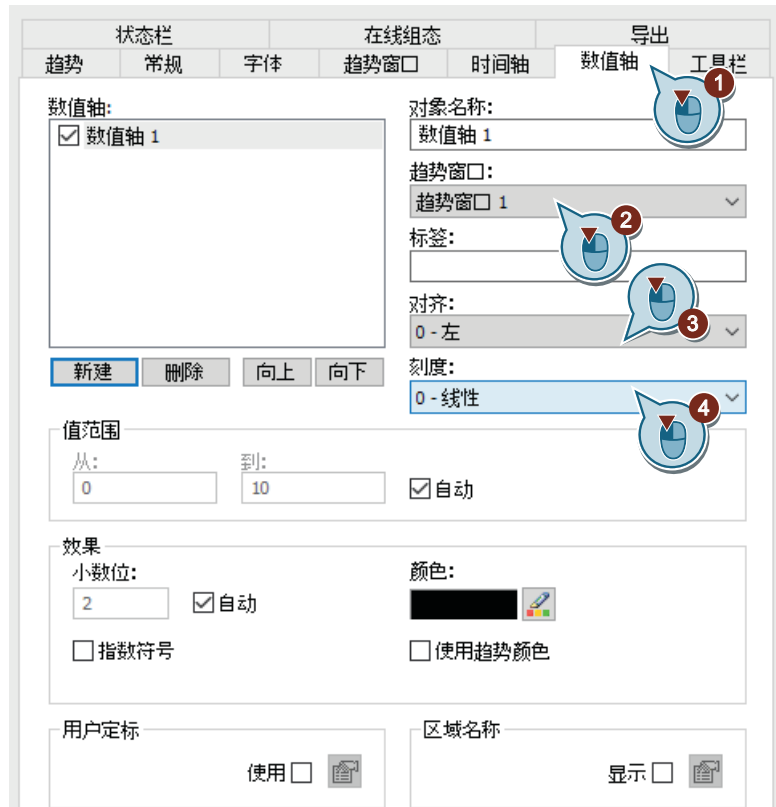 状态栏 在线组态 导出
趋势 常规 字体 趋势窗口 时间轴 数值轴 工具栏
1
数值轴: 对象名称:
数值轴 1 数值轴 1
趋势窗口:
趋势窗口 1
2
标签:
对齐:
0 - 左
3
新建 删除 向上 向下 刻度:
0 - 线性
4
值范围
从: 到:
0 10 自动
效果
小数位: 颜色:
2 自动
指数符号 使用趋势颜色
用户定标 区域名称
使用 显示